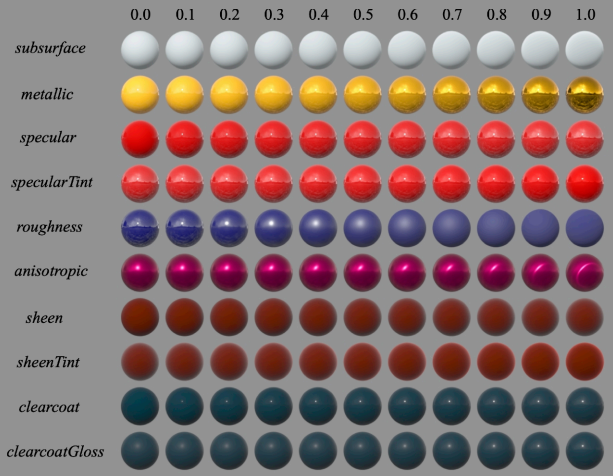 0.0 0.1 0.2 0.3 0.4 0.5 0.6 0.7 0.8 0.9 1.0
subsurface
metallic
specular
specularTint
roughness
anisotropic
sheen
sheenTint
clearcoat
clearcoatGloss